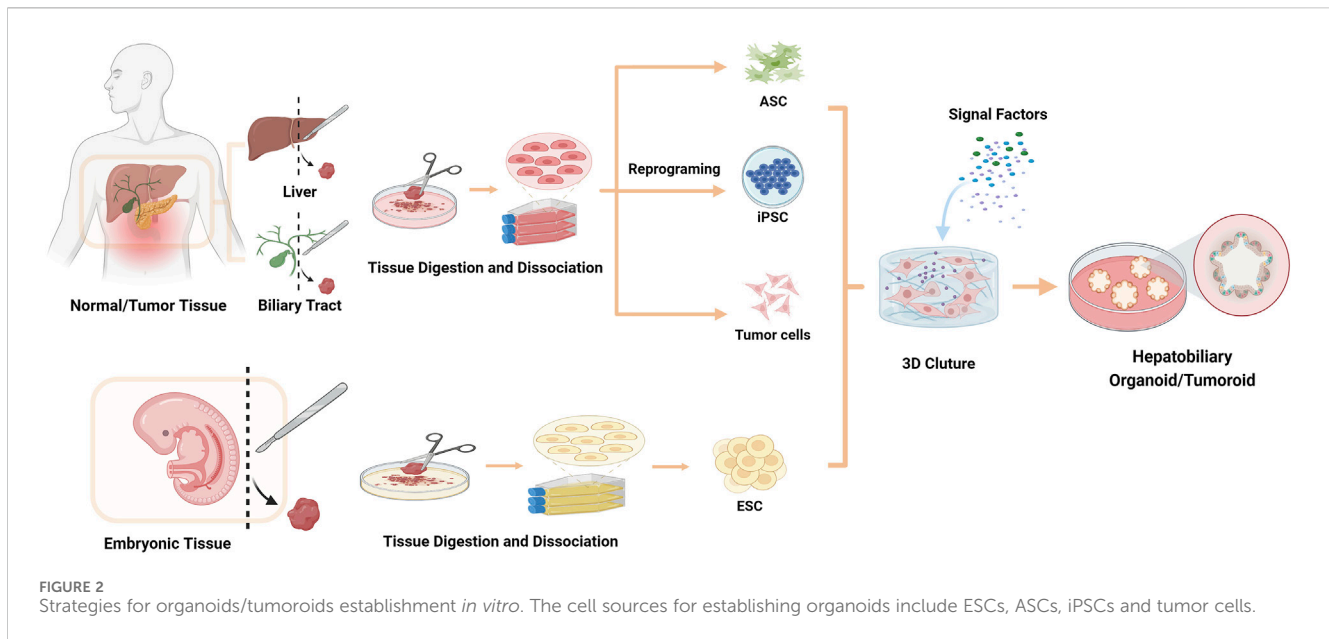 ASC
Signal Factors
Liver
Reprograming
iPSC
Tissue Digestion and Dissociation
Normal/Tumor Tissue
Biliary Tract
Tumor cells
3D Cluture
Hepatobiliary
Organoid/Tumoroid
ESC
Embryonic Tissue
Tissue Digestion and Dissociation
FIGURE 2
Strategies for organoids/tumoroids establishment in vitro. The cell sources for establishing organoids include ESCs, ASCs, iPSCs and tumor cells.